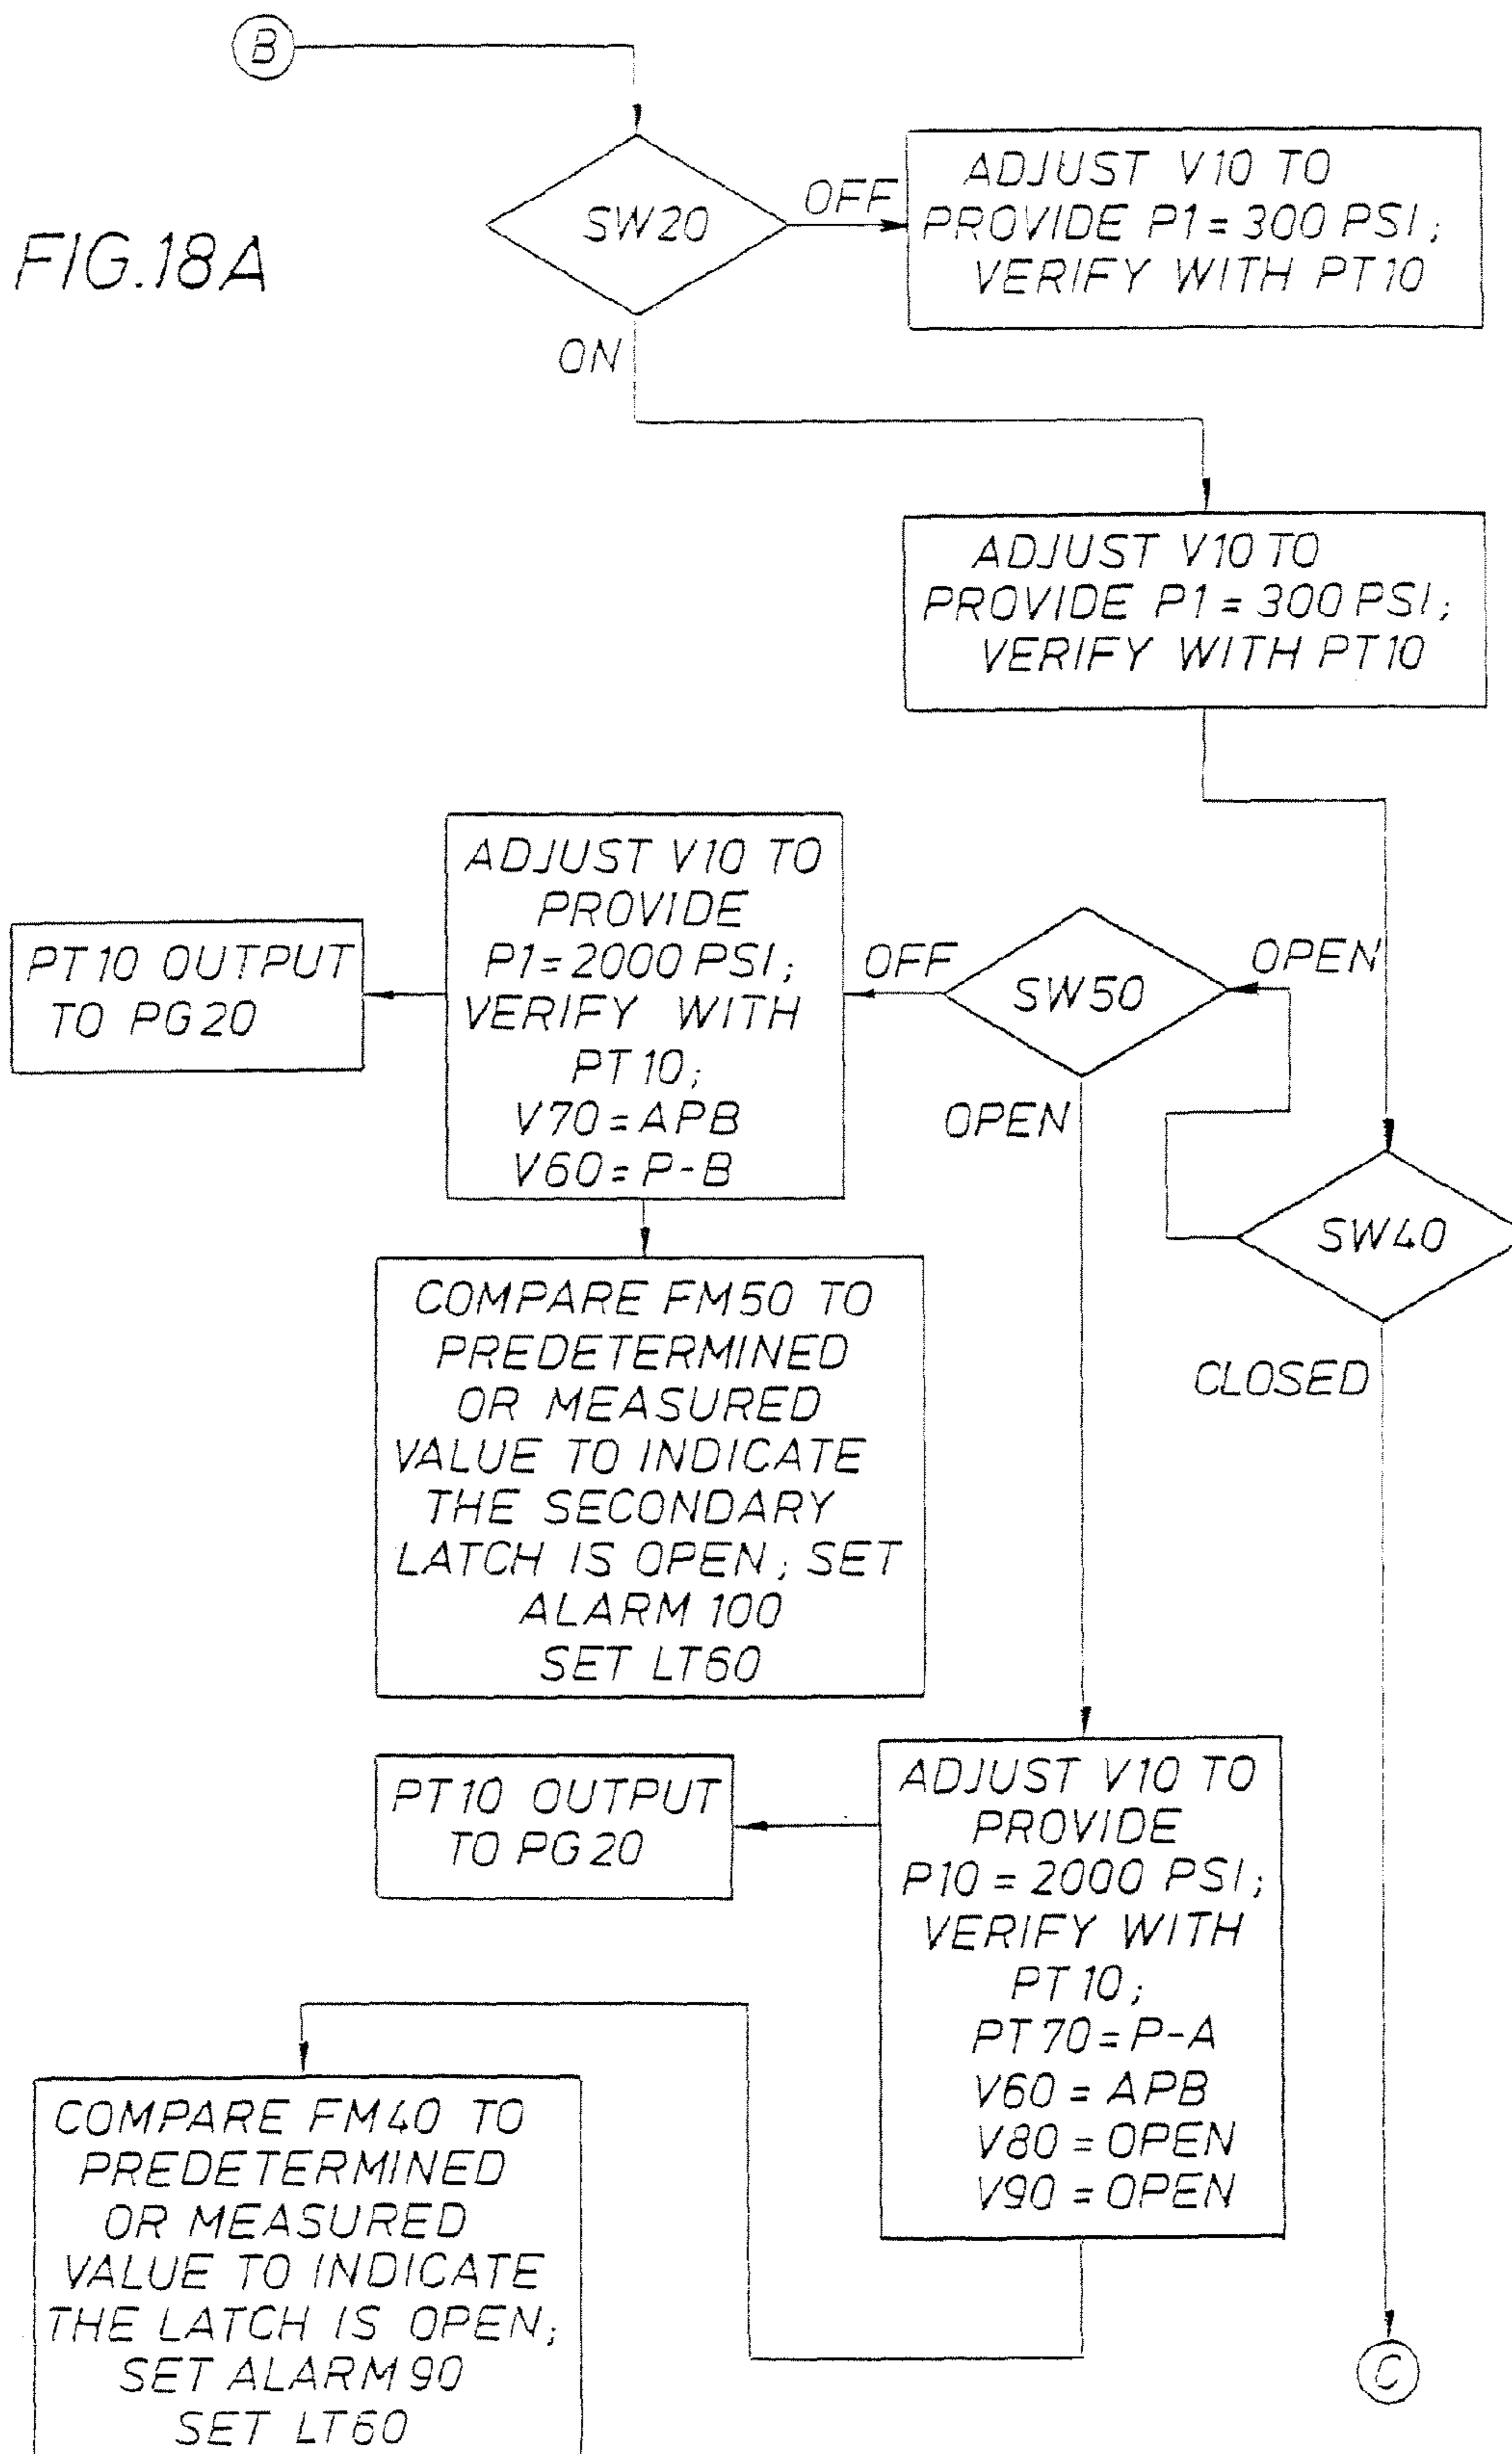 B
SW20
OFF
ADJUST V10 TO
PROVIDE P1 = 300 PSI;
VERIFY WITH PT10
FIG.18A
ON
ADJUST V10 TO
PROVIDE P1 = 300 PSI;
VERIFY WITH PT10
ADJUST V10 TO
PROVIDE
P1 = 2000 PSI;
VERIFY WITH
PT10;
V70 = APB
V60 = P-B
PT10 OUTPUT
TO PG20
OFF
SW50
OPEN
OPEN
SW40
CLOSED
COMPARE FM50 TO
PREDETERMINED
OR MEASURED
VALUE TO INDICATE
THE SECONDARY
LATCH IS OPEN; SET
ALARM 100
SET LT60
PT10 OUTPUT
TO PG20
ADJUST V10 TO
PROVIDE
P10 = 2000 PSI;
VERIFY WITH
PT10;
PT70 = P-A
V60 = APB
V80 = OPEN
V90 = OPEN
COMPARE FM40 TO
PREDETERMINED
OR MEASURED
VALUE TO INDICATE
THE LATCH IS OPEN;
SET ALARM 90
SET LT60
C